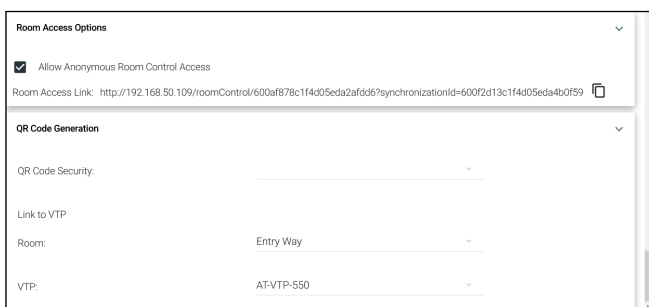 Room Access Options
Allow Anonymous Room Control Access
Room Access Link: http://192.168.50.109/roomControl/600af878c1f4d05eda2afdd6?synchronizationId=600f2d13c1f4d05eda4b0f59
QR Code Generation
QR Code Security:
Link to VTP
Room: Entry Way
VTP: AT-VTP-550